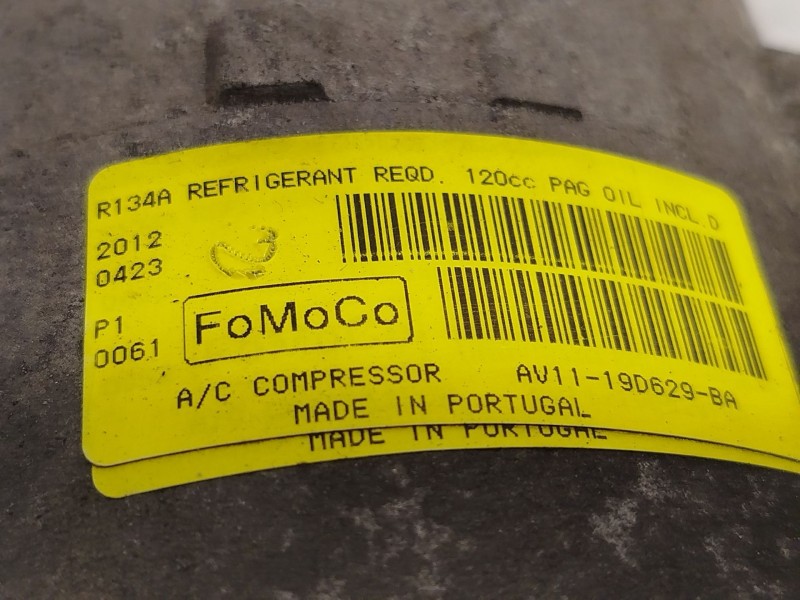 R134A REFRIGERANT REQD. 120cc PAG OIL INCL.D
2012
0423
P1
0061
FoMoCo
A/C COMPRESSOR AV11-19D629-BA
MADE IN PORTUGAL
MADE IN PORTUGAL